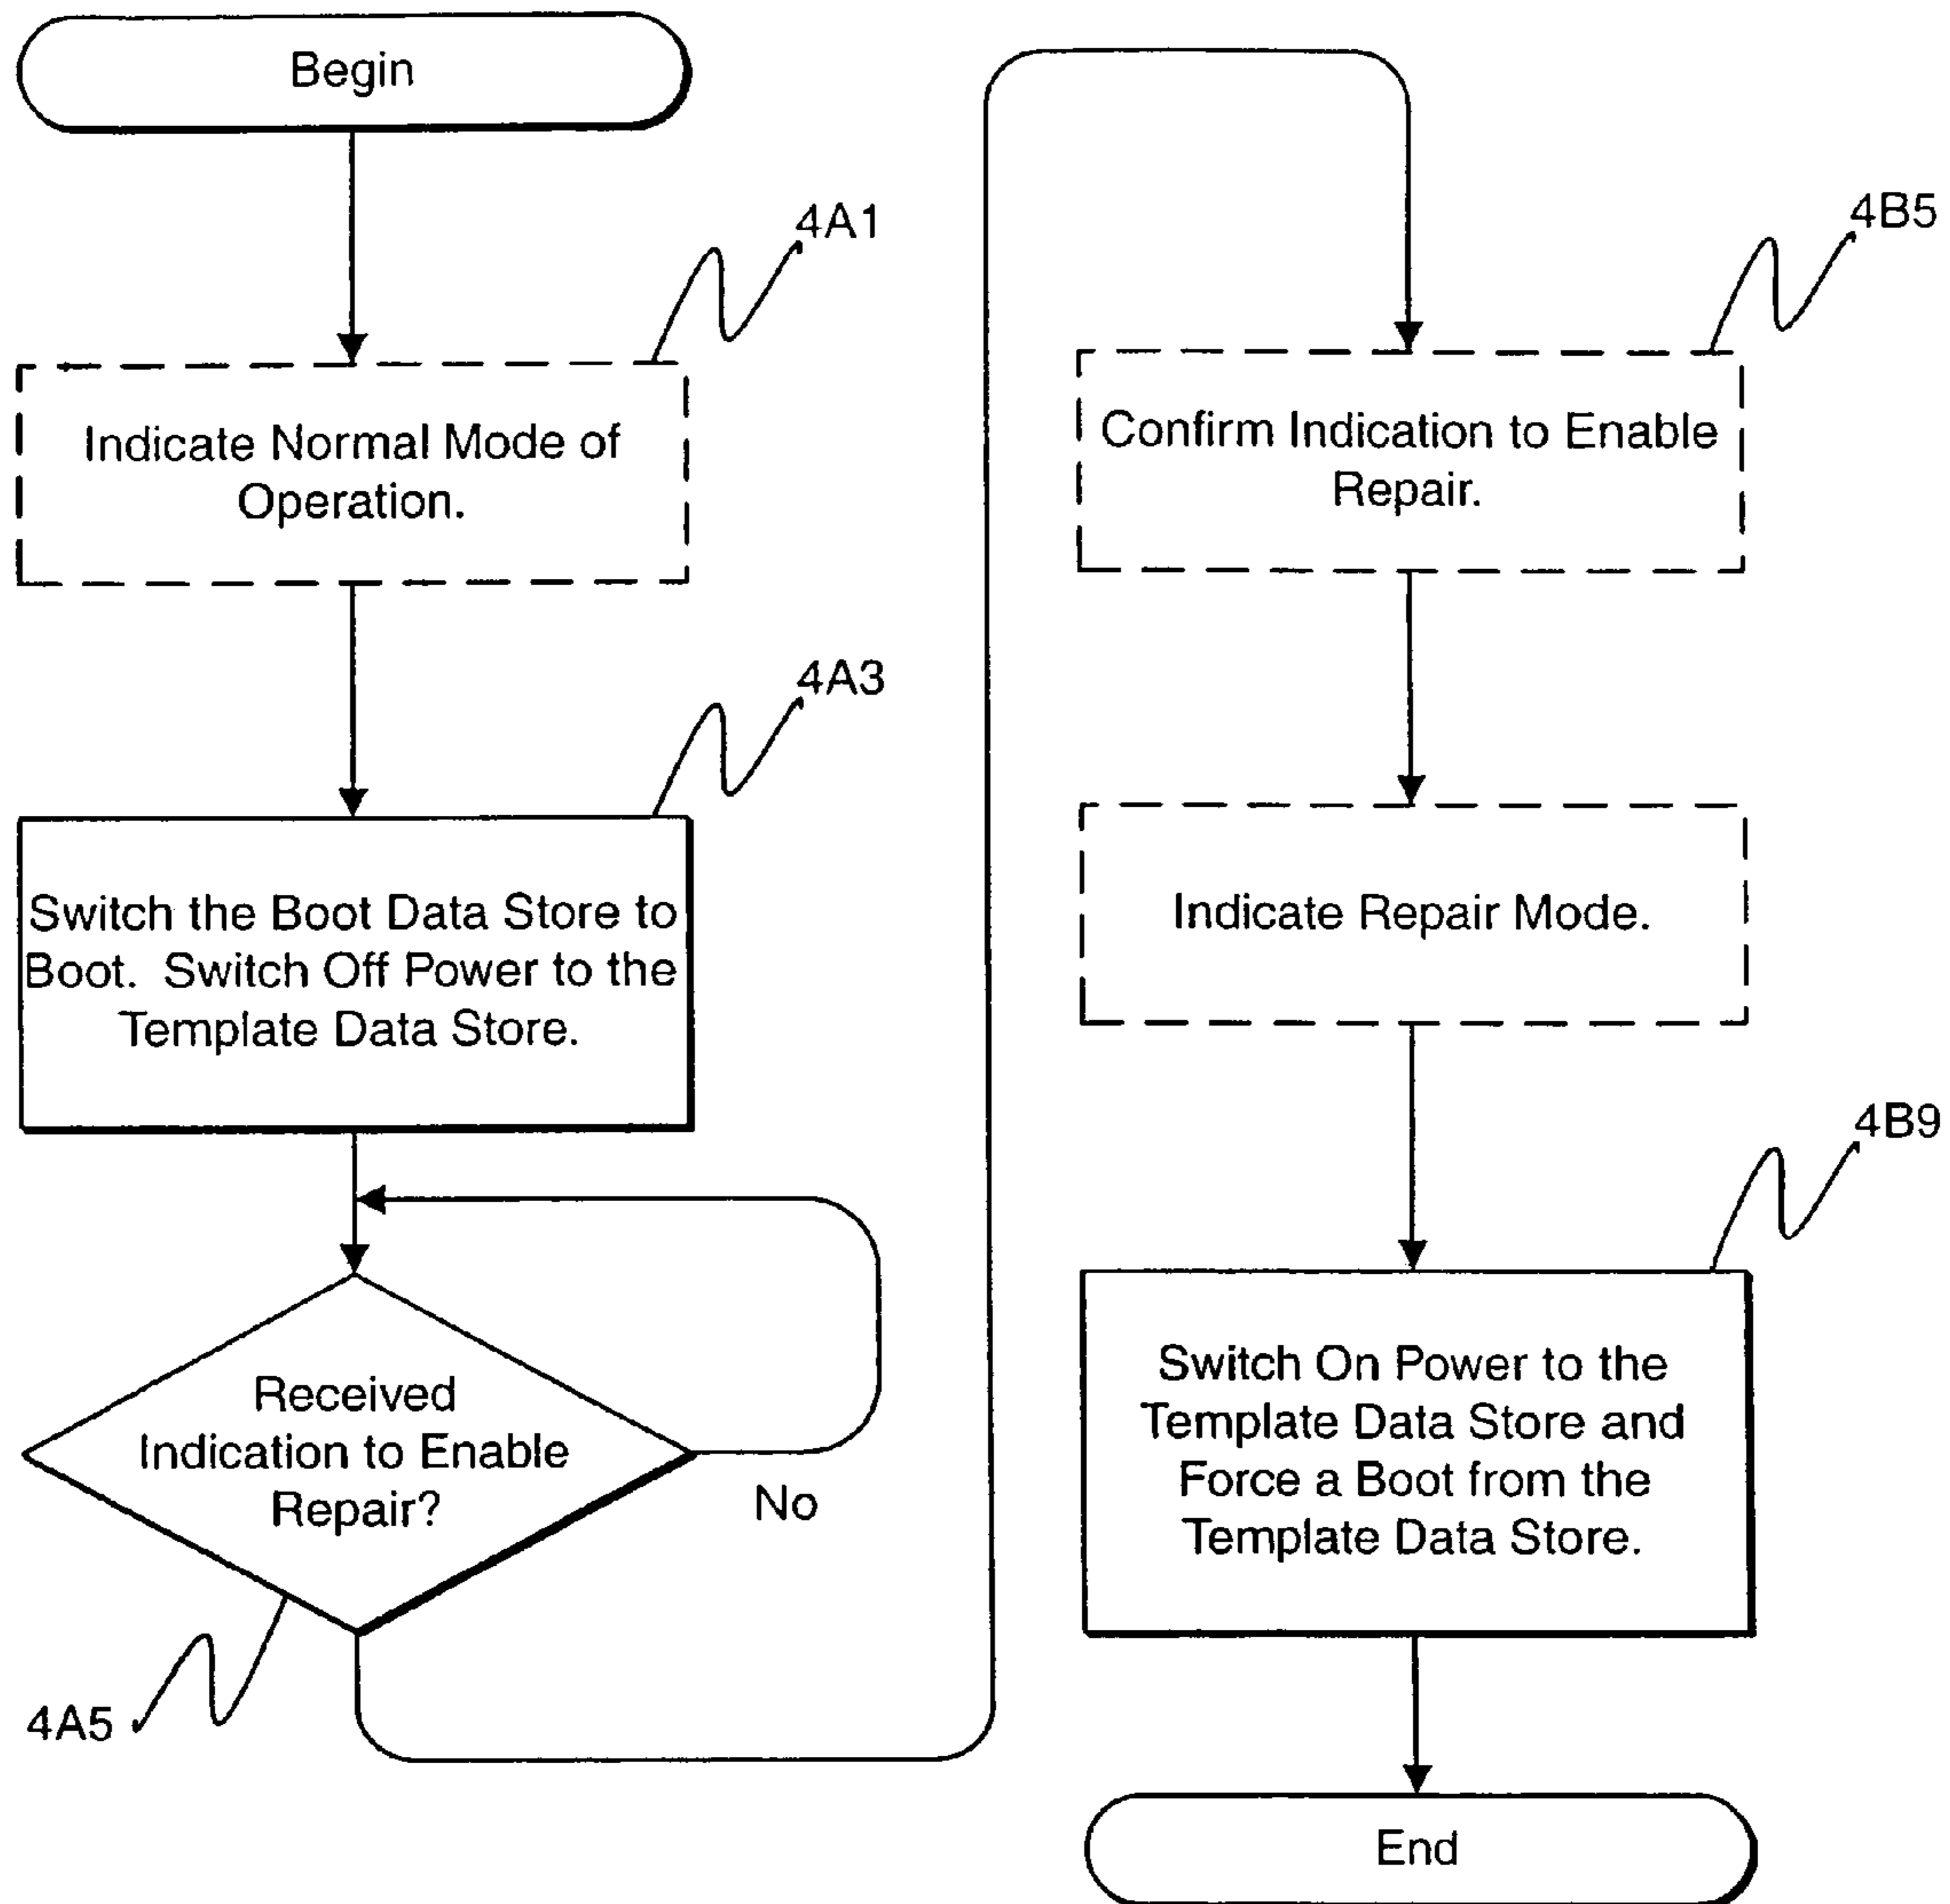 Begin
4A1
Indicate Normal Mode of
Operation.
4A3
Switch the Boot Data Store to
Boot.  Switch Off Power to the
Template Data Store.
Received
Indication to Enable
Repair?
No
4A5
4B5
Confirm Indication to Enable
Repair.
Indicate Repair Mode.
4B9
Switch On Power to the
Template Data Store and
Force a Boot from the
Template Data Store.
End